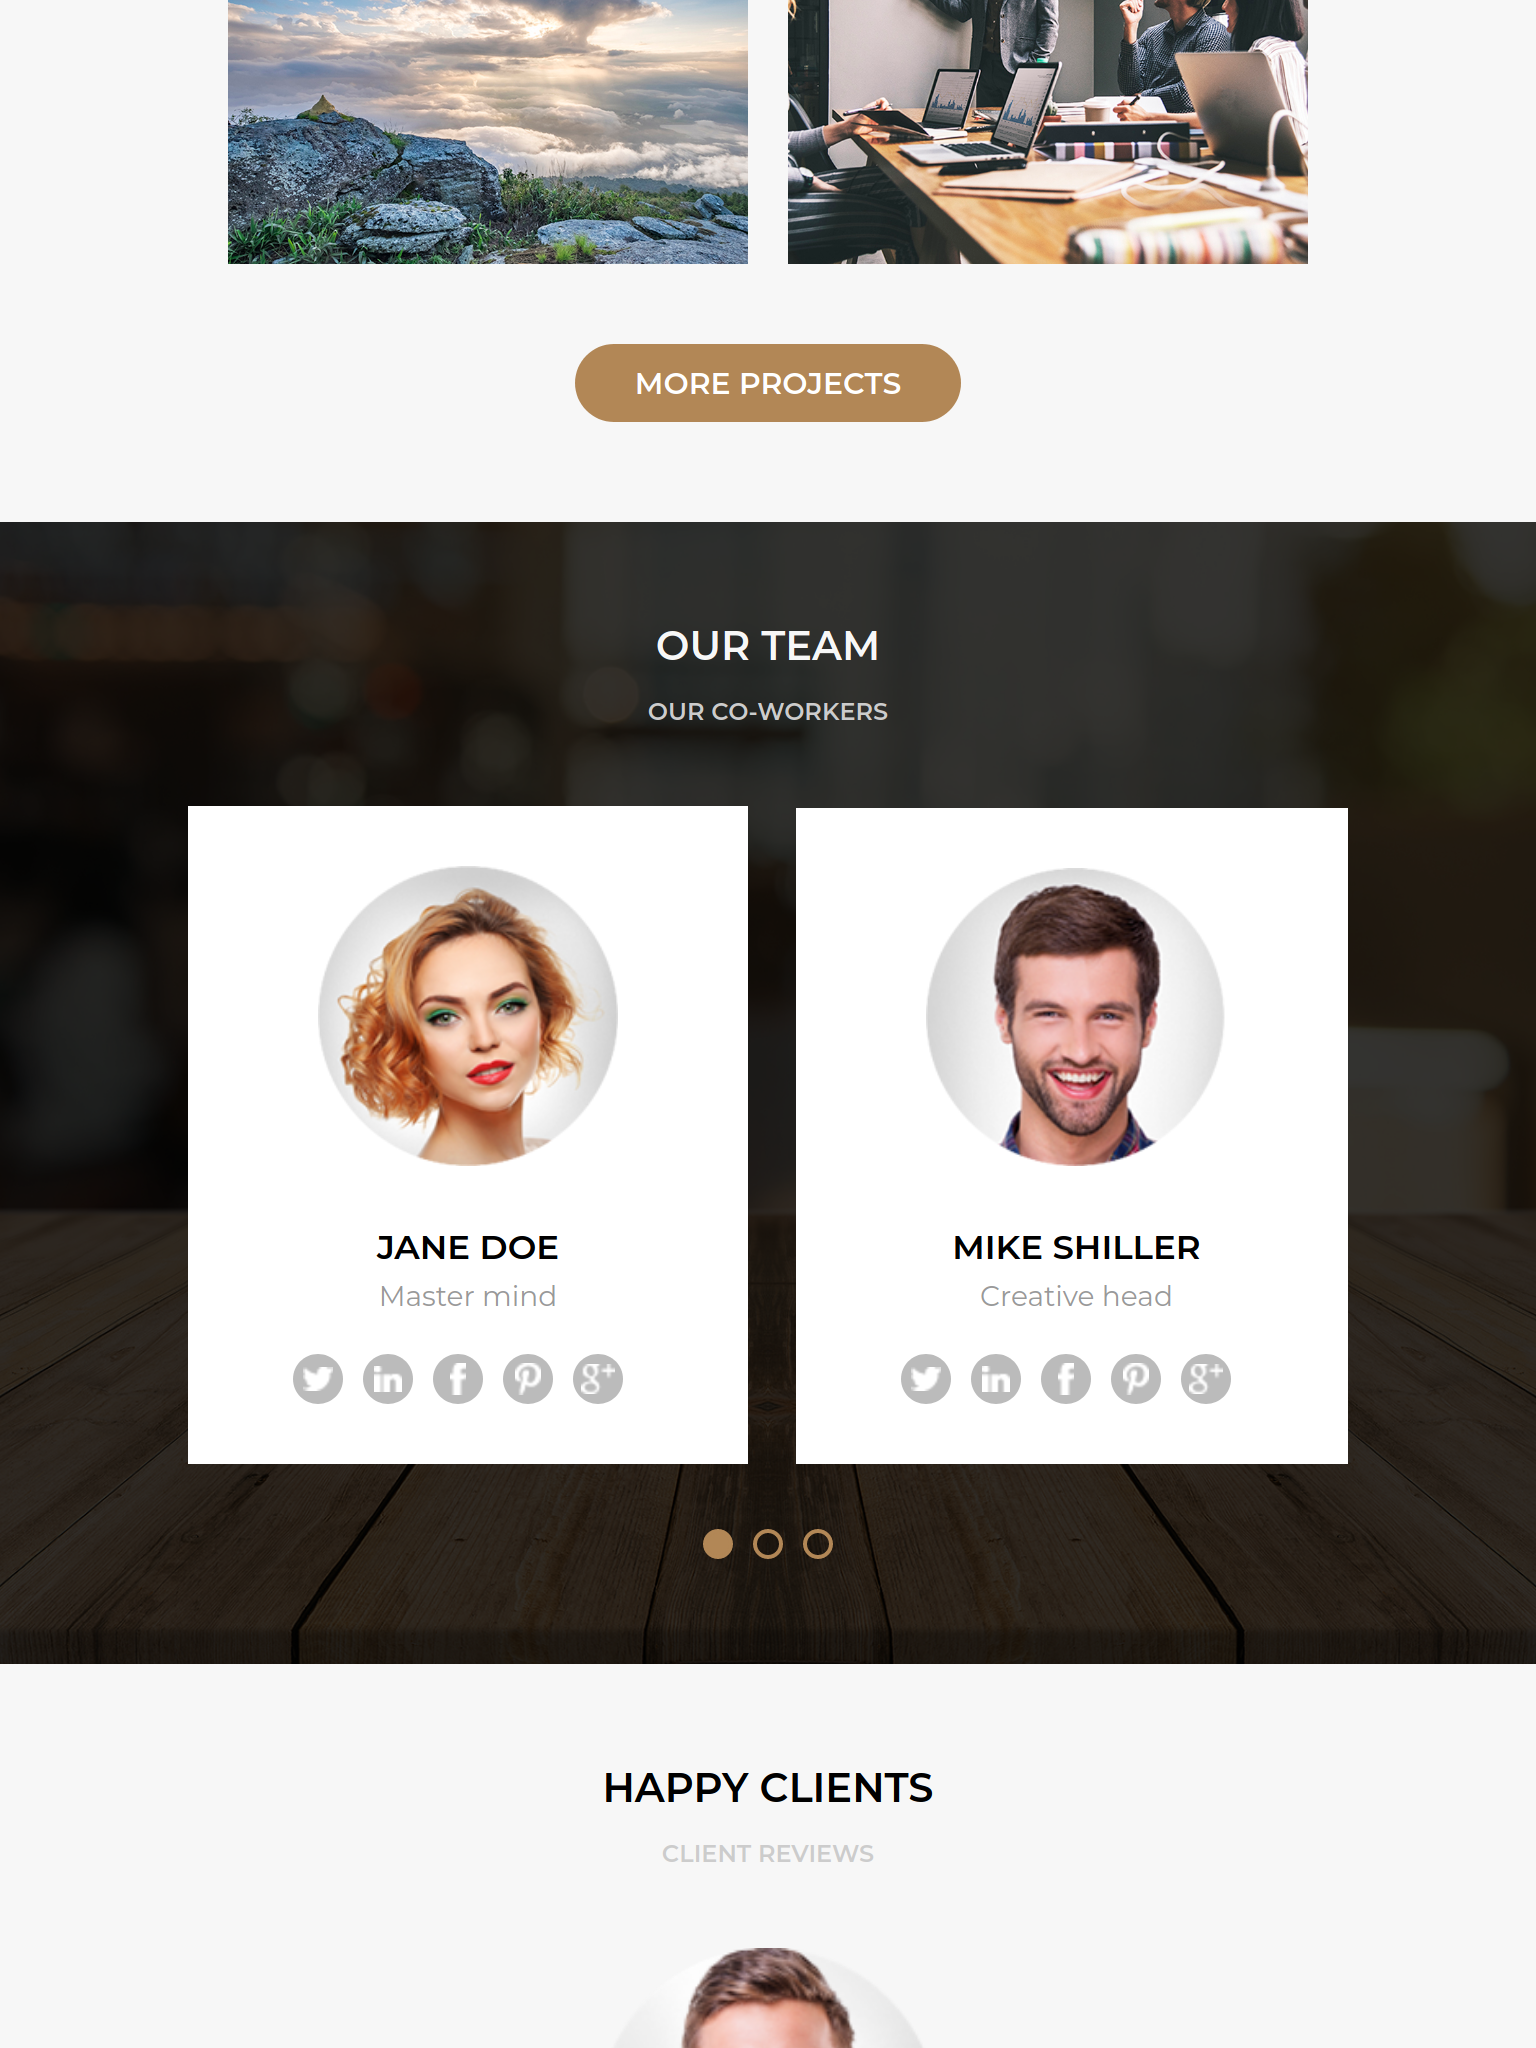 MORE PROJECTS
OUR TEAM
OUR CO-WORKERS
JANE DOE
Master mind
MIKE SHILLER
Creative head
HAPPY CLIENTS
CLIENT REVIEWS